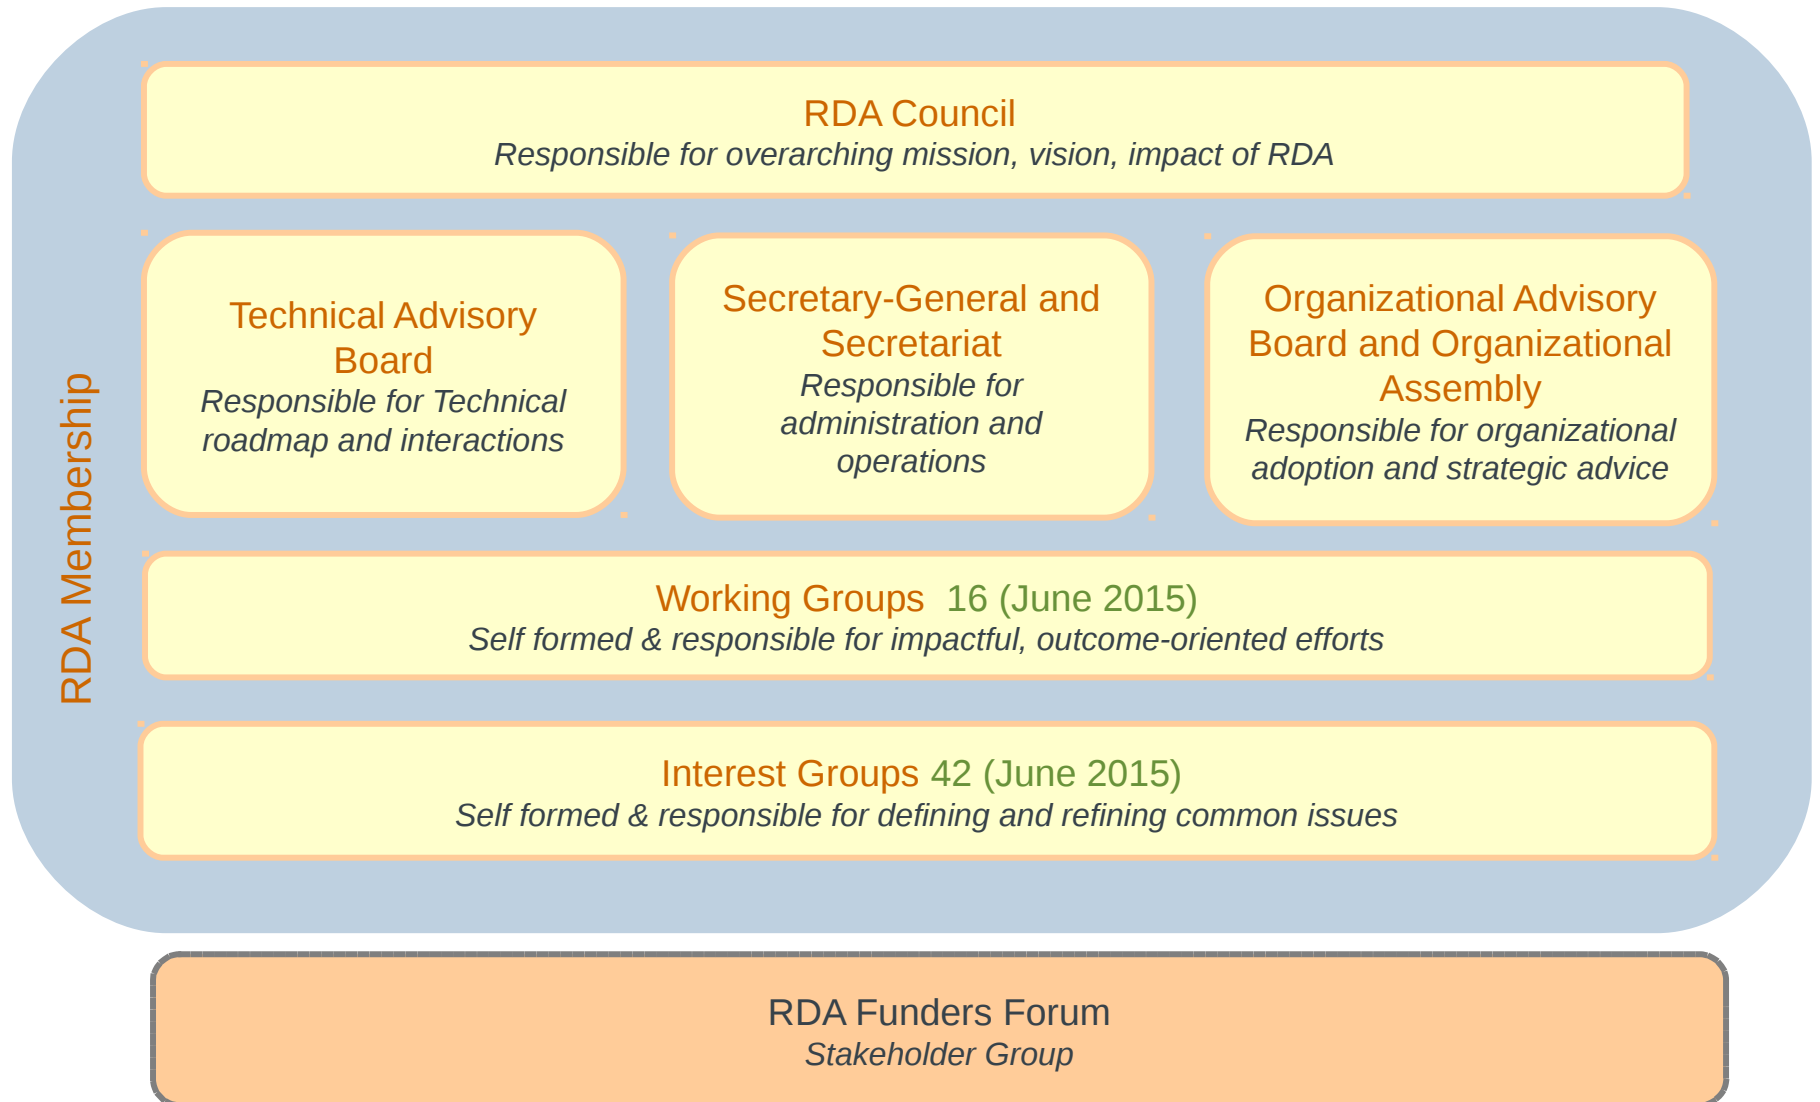 RDA Council
Responsible for overarching mission, vision, impact of RDA
Technical Advisory
Board
Responsible for Technical
roadmap and interactions
Secretary-General and
Secretariat
Responsible for
administration and
operations
Organizational Advisory
Board and Organizational
Assembly
Responsible for organizational
adoption and strategic advice
RDA Membership
Working Groups  16 (June 2015)
Self formed & responsible for impactful, outcome-oriented efforts
Interest Groups 42 (June 2015)
Self formed & responsible for defining and refining common issues
RDA Funders Forum
Stakeholder Group